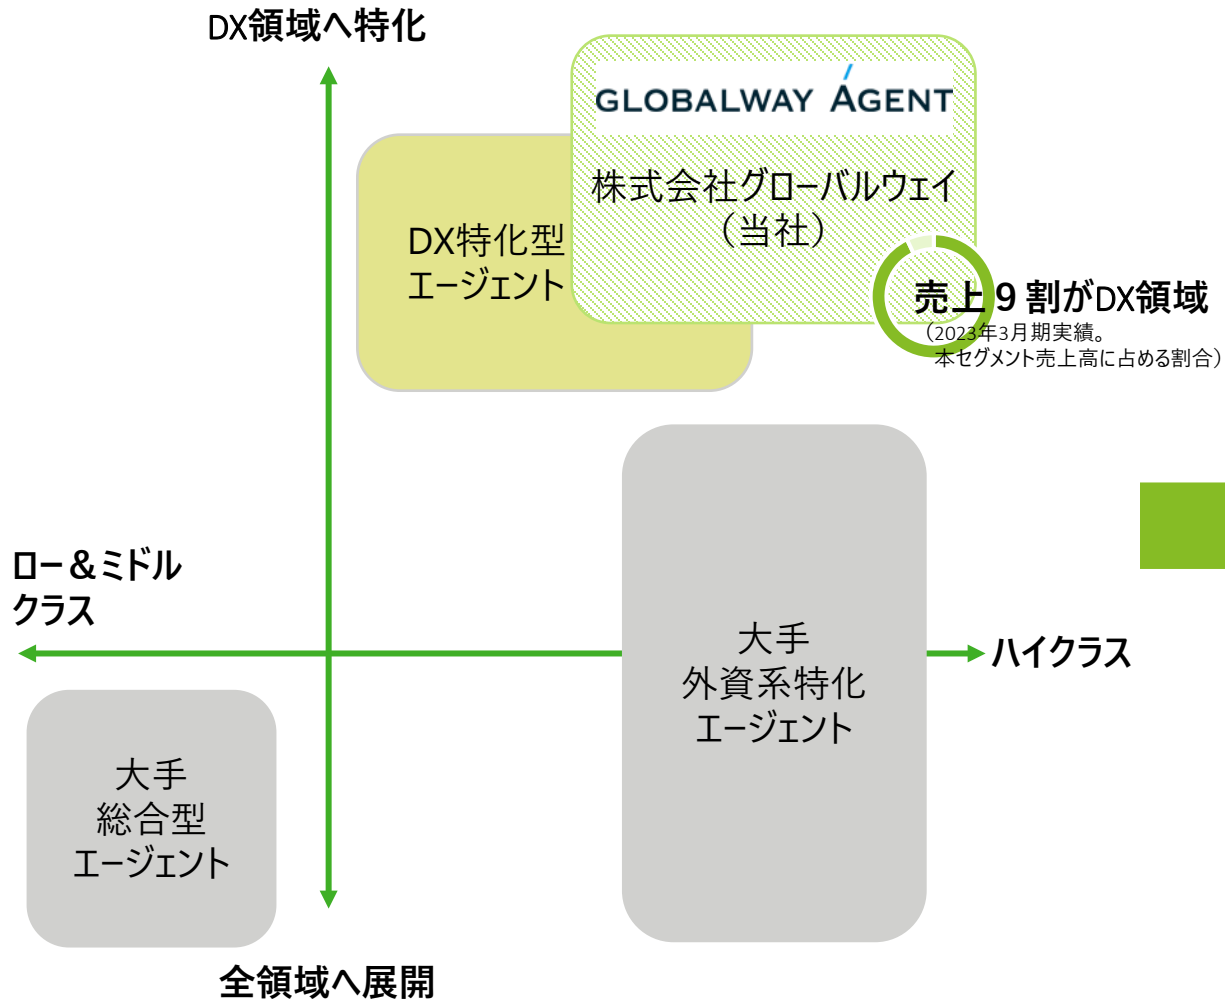 DX領域へ特化
GLOBALWAY AGENT
株式会社グローバルウェイ
（当社）
DX特化型
エージェント
売上９割がDX領域
（2023年3月期実績。
本セグメント売上高に占める割合）
ロー＆ミドル
クラス
ハイクラス
大手
外資系特化
エージェント
大手
総合型
エージェント
全領域へ展開